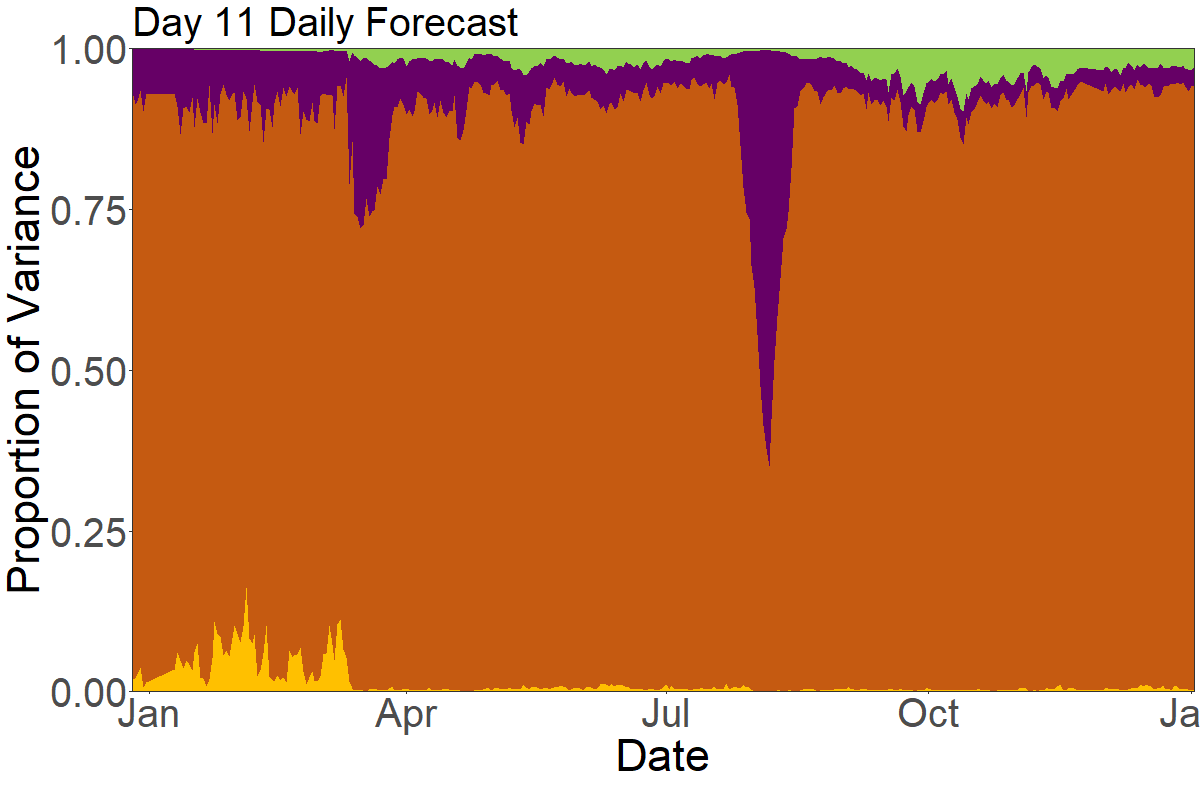 Day 11 Daily Forecast
1.00
0.75
0.50
0.25
0.00
Proportion of Variance
Jan Apr Jul Oct Ja
Date